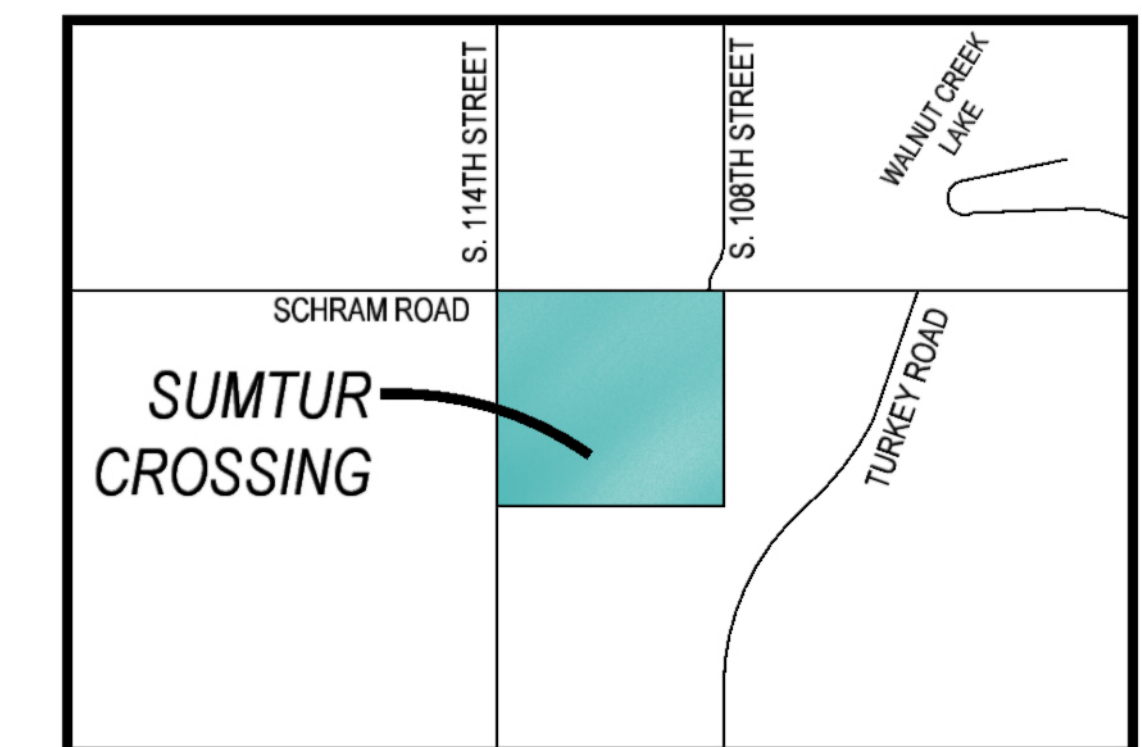 S. 114TH STREET
S. 108TH STREET
WALNUT CREEK
LAKE
SCHRAM ROAD
SUMTUR
CROSSING
TURKEY ROAD